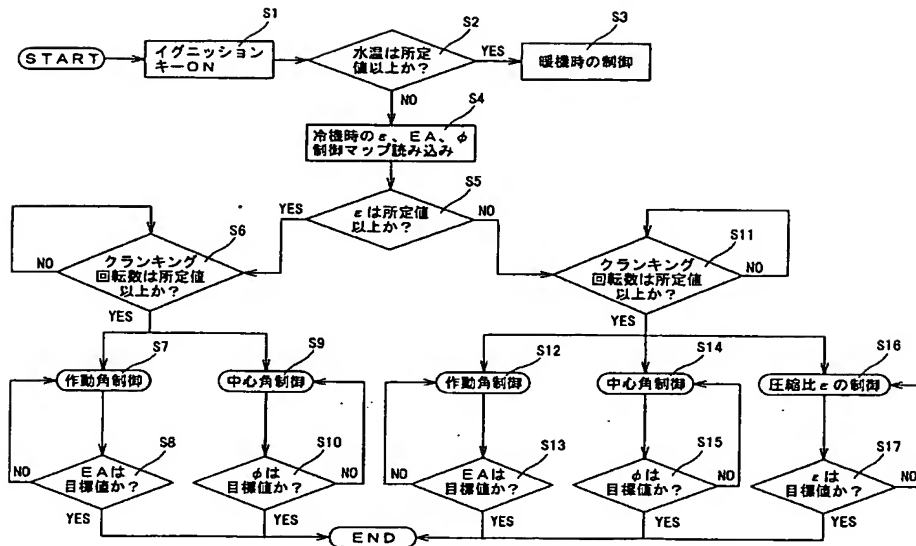 START
S1
イグニッション
キーON
S2
水温は所定
値以上か？
YES
NO
S3
暖機時の制御
S4
冷機時のε、EA、φ
制御マップ読み込み
S5
εは所定値
以上か？
YES
NO
S6
クランキング
回転数は所定値
以上か？
NO
YES
S11
クランキング
回転数は所定値
以上か？
NO
YES
S7
作動角制御
S9
中心角制御
S12
作動角制御
S14
中心角制御
S16
圧縮比εの制御
S8
EAは
目標値か？
NO
YES
S10
φは
目標値か？
NO
YES
S13
EAは
目標値か？
NO
YES
S15
φは
目標値か？
NO
YES
S17
εは
目標値か？
NO
YES
END